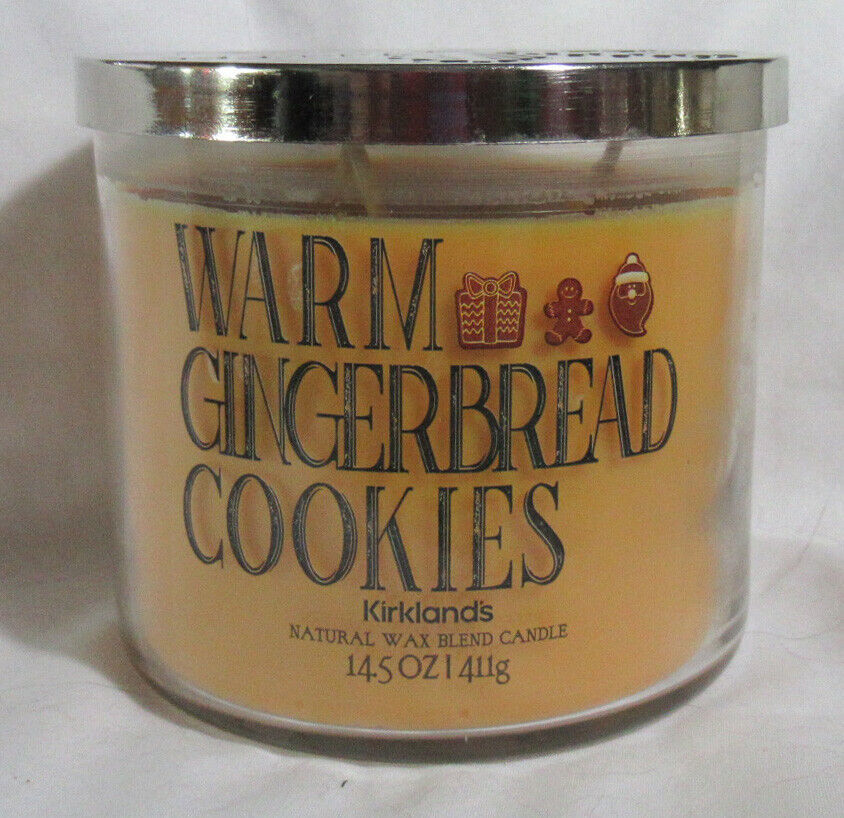 WARM
GINGERBREAD
COOKIES
Kirkland's
NATURAL WAX BLEND CANDLE
14.5 OZ | 411g